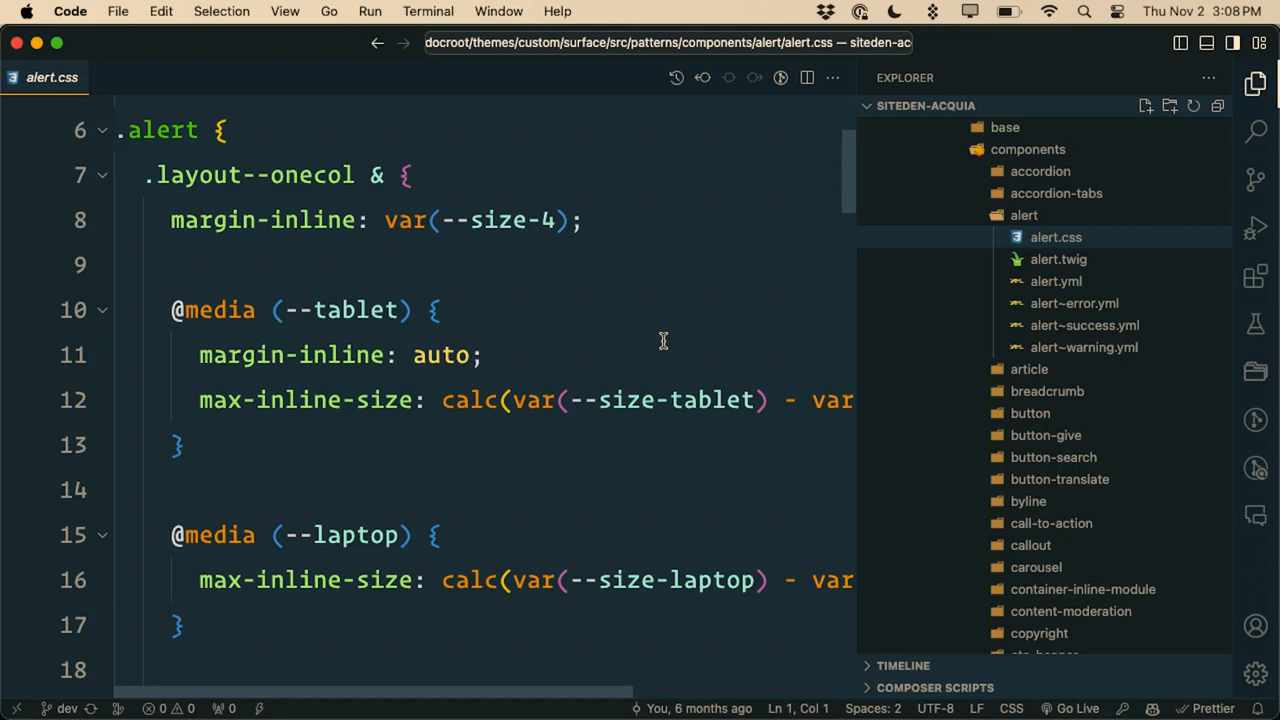 Code File Edit Selection View Go Run Terminal Window Help Thu Nov 2 3:08 PM
docroot/themes/custom/surface/src/patterns/components/alert/alert.css — siteden-ac
alert.css
6 .alert {
7 .layout--onecol & {
8 margin-inline: var(--size-4);
9
10 @media (--tablet) {
11 margin-inline: auto;
12 max-inline-size: calc(var(--size-tablet) - var
13 }
14
15 @media (--laptop) {
16 max-inline-size: calc(var(--size-laptop) - var
17 }
18
EXPLORER
SITEDEN-ACQUIA
base
components
accordion
accordion-tabs
alert
alert.css
alert.twig
alert.yml
alert~error.yml
alert~success.yml
alert~warning.yml
article
breadcrumb
button
button-give
button-search
button-translate
byline
call-to-action
callout
carousel
container-inline-module
content-moderation
copyright
TIMELINE
COMPOSER SCRIPTS
dev 0 0 0 You, 6 months ago Ln 1, Col 1 Spaces: 2 UTF-8 LF CSS Go Live Prettier